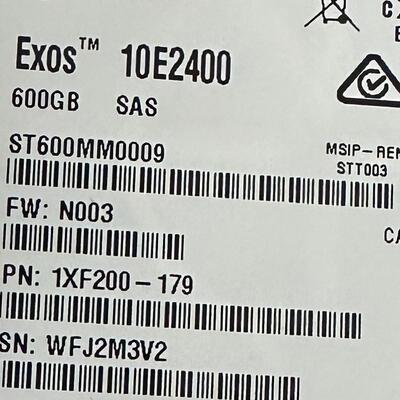 Exos™ 10E2400
600GB SAS
ST600MM0009
MSIP-REM
STT003
FW: N003
PN: 1XF200-179
SN: WFJ2M3V2